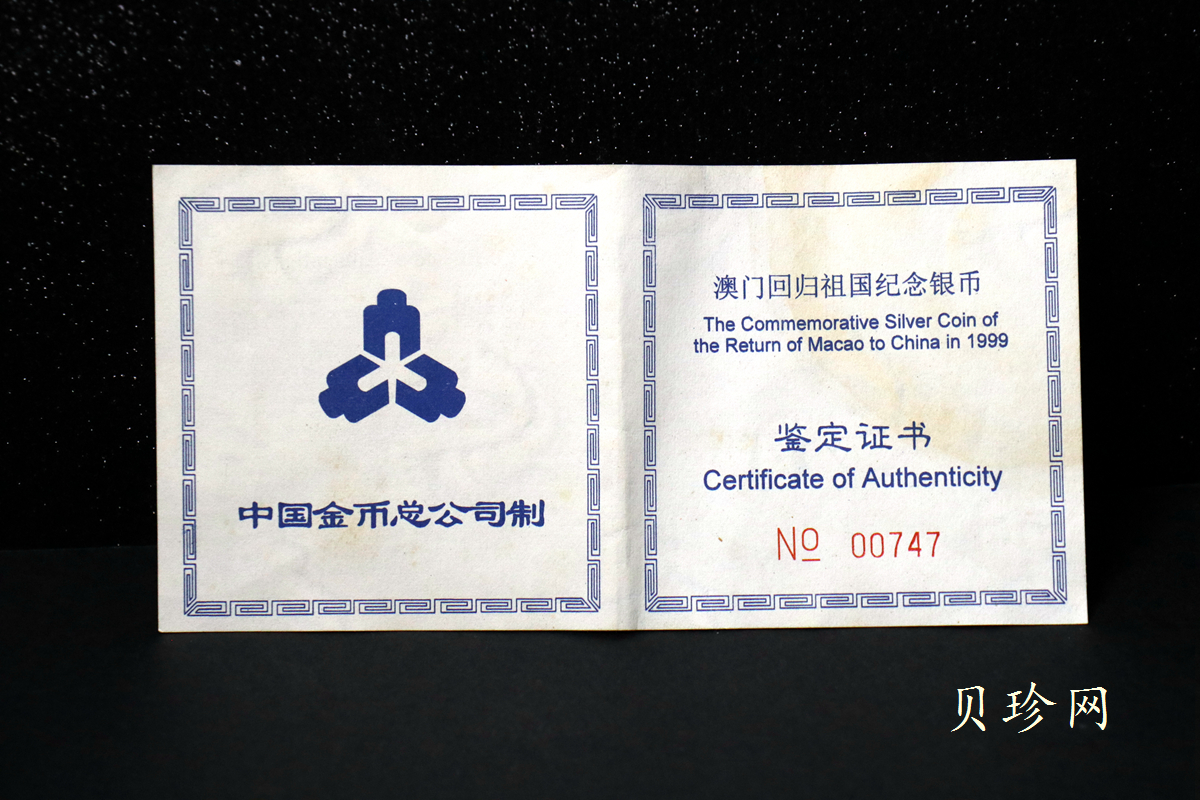 中国金币总公司制
澳门回归祖国纪念银币
The Commemorative Silver Coin of
the Return of Macao to China in 1999
鉴定证书
Certificate of Authenticity
No 00747
贝珍网